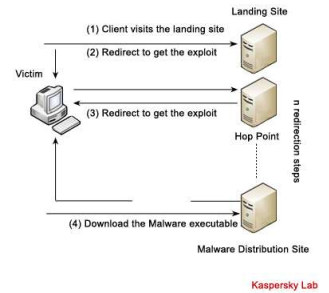 Landing Site
(1) Client visits the landing site
(2) Redirect to get the exploit
Victim
(3) Redirect to get the exploit
Hop Point
n redirection steps
(4) Download the Malware executable
Malware Distribution Site
Kaspersky Lab